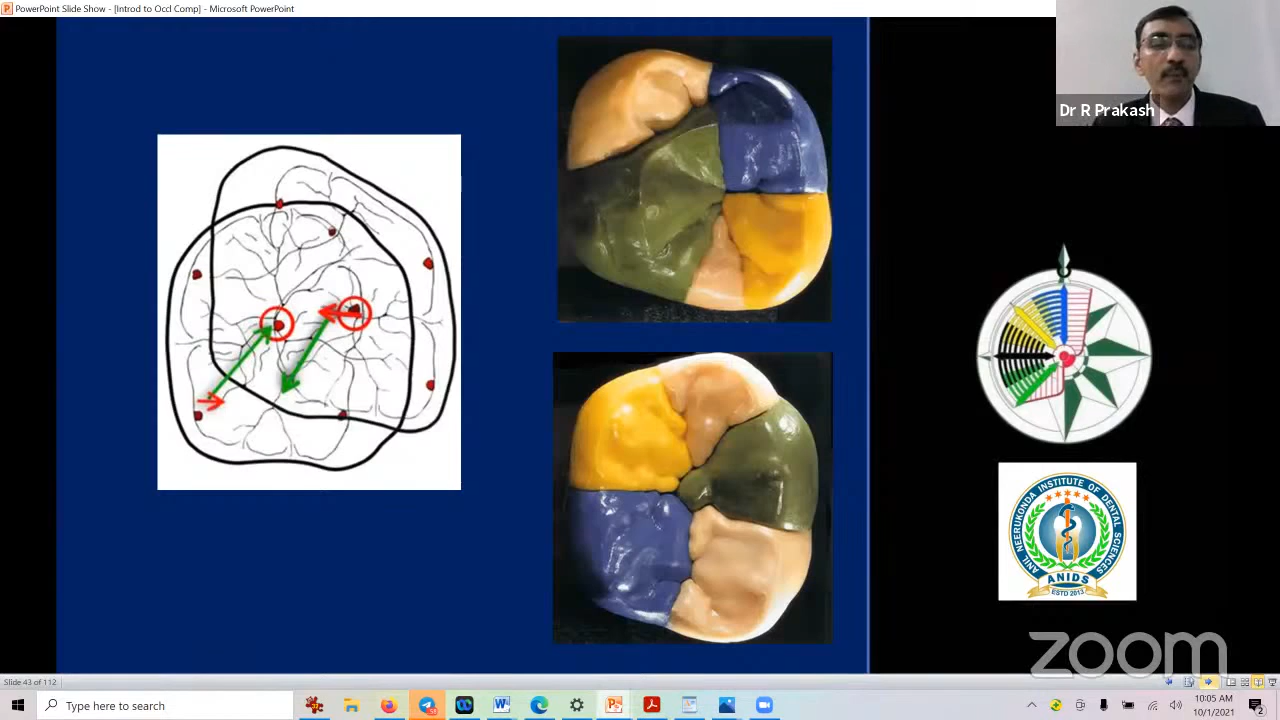 PowerPoint Slide Show - [Introd to Occl Comp] - Microsoft PowerPoint
Dr R Prakash
ANIL NEERUKONDA INSTITUTE OF DENTAL SCIENCES
ANIDS
ESTD 2013
zoom
Slide 43 of 112
Type here to search
10:05 AM
10/1/2021
2